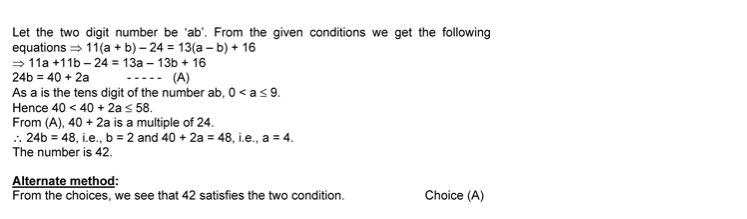 Let the two digit number be ‘ab’. From the given conditions we get the following
equations ⇒ 11(a + b) – 24 = 13(a – b) + 16
⇒ 11a +11b – 24 = 13a – 13b + 16
24b = 40 + 2a ----- (A)
As a is the tens digit of the number ab, 0 < a ≤ 9.
Hence 40 < 40 + 2a ≤ 58.
From (A), 40 + 2a is a multiple of 24.
∴ 24b = 48, i.e., b = 2 and 40 + 2a = 48, i.e., a = 4.
The number is 42.
Alternate method:
From the choices, we see that 42 satisfies the two condition. Choice (A)